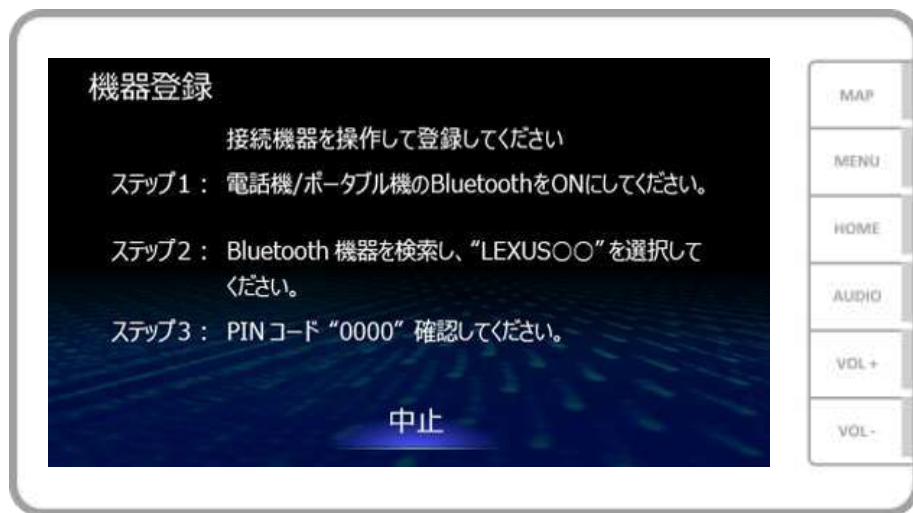 機器登録
接続機器を操作して登録してください
ステップ1： 電話機/ポータブル機のBluetoothをONにしてください。
ステップ2： Bluetooth 機器を検索し、“LEXUS○○”を選択して
ください。
ステップ3： PINコード “0000” 確認してください。
中止
MAP
MENU
HOME
AUDIO
VOL +
VOL -